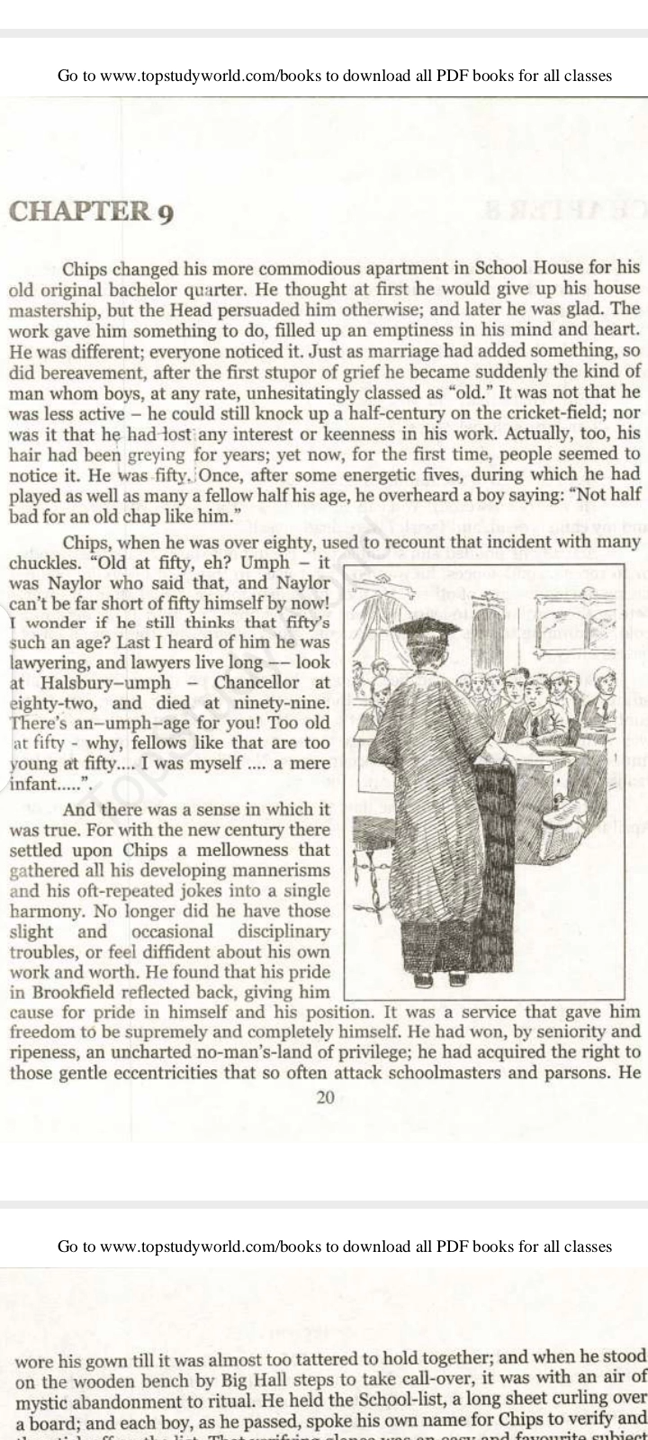 Go to www.topstudyworld.com/books to download all PDF books for all classes
CHAPTER 9
Chips changed his more commodious apartment in School House for his
old original bachelor quarter. He thought at first he would give up his house
mastership, but the Head persuaded him otherwise; and later he was glad. The
work gave him something to do, filled up an emptiness in his mind and heart.
He was different; everyone noticed it. Just as marriage had added something, so
did bereavement, after the first stupor of grief he became suddenly the kind of
man whom boys, at any rate, unhesitatingly classed as “old.” It was not that he
was less active – he could still knock up a half-century on the cricket-field; nor
was it that he had lost any interest or keenness in his work. Actually, too, his
hair had been greying for years; yet now, for the first time, people seemed to
notice it. He was fifty. Once, after some energetic fives, during which he had
played as well as many a fellow half his age, he overheard a boy saying: “Not half
bad for an old chap like him.”
Chips, when he was over eighty, used to recount that incident with many
chuckles. “Old at fifty, eh? Umph – it
was Naylor who said that, and Naylor
can't be far short of fifty himself by now!
I wonder if he still thinks that fifty's
such an age? Last I heard of him he was
lawyering, and lawyers live long –– look
at Halsbury–umph – Chancellor at
eighty-two, and died at ninety-nine.
There's an–umph–age for you! Too old
at fifty - why, fellows like that are too
young at fifty.... I was myself .... a mere
infant.....”.
And there was a sense in which it
was true. For with the new century there
settled upon Chips a mellowness that
gathered all his developing mannerisms
and his oft-repeated jokes into a single
harmony. No longer did he have those
slight and occasional disciplinary
troubles, or feel diffident about his own
work and worth. He found that his pride
in Brookfield reflected back, giving him
cause for pride in himself and his position. It was a service that gave him
freedom to be supremely and completely himself. He had won, by seniority and
ripeness, an uncharted no-man's-land of privilege; he had acquired the right to
those gentle eccentricities that so often attack schoolmasters and parsons. He
20
Go to www.topstudyworld.com/books to download all PDF books for all classes
wore his gown till it was almost too tattered to hold together; and when he stood
on the wooden bench by Big Hall steps to take call-over, it was with an air of
mystic abandonment to ritual. He held the School-list, a long sheet curling over
a board; and each boy, as he passed, spoke his own name for Chips to verify and